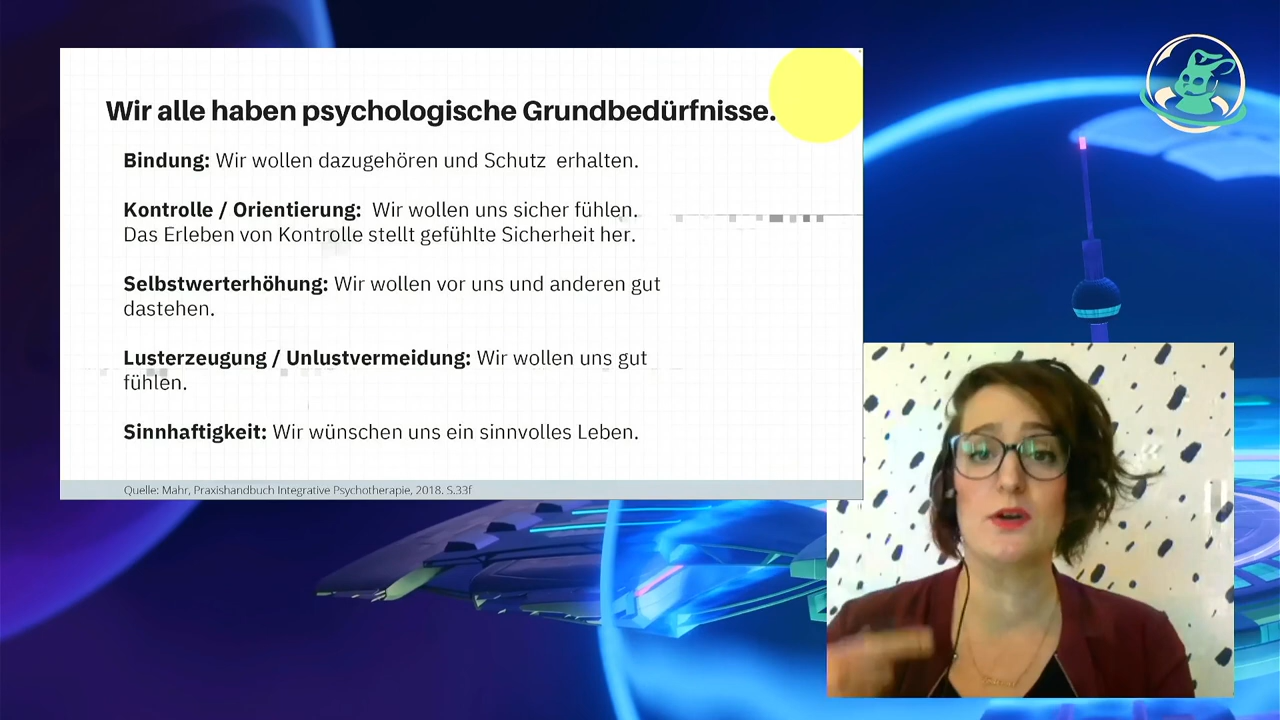 Wir alle haben psychologische Grundbedürfnisse.
Bindung: Wir wollen dazugehören und Schutz erhalten.
Kontrolle / Orientierung: Wir wollen uns sicher fühlen.
Das Erleben von Kontrolle stellt gefühlte Sicherheit her.
Selbstwerterhöhung: Wir wollen vor uns und anderen gut
dastehen.
Lusterzeugung / Unlustvermeidung: Wir wollen uns gut
fühlen.
Sinnhaftigkeit: Wir wünschen uns ein sinnvolles Leben.
Quelle: Mahr, Praxishandbuch Integrative Psychotherapie, 2018. S.33f